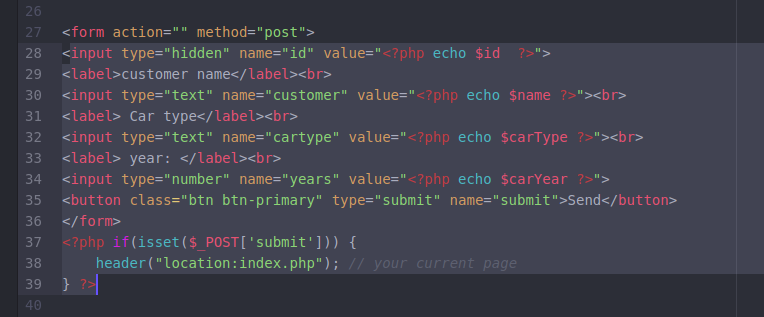 26
27 <form action="" method="post">
28 <input type="hidden" name="id" value="<?php echo $id  ?>">
29 <label>customer name</label><br>
30 <input type="text" name="customer" value="<?php echo $name ?>"><br>
31 <label> Car type</label><br>
32 <input type="text" name="cartype" value="<?php echo $carType ?>"><br>
33 <label> year: </label><br>
34 <input type="number" name="years" value="<?php echo $carYear ?>">
35 <button class="btn btn-primary" type="submit" name="submit">Send</button>
36 </form>
37 <?php if(isset($_POST['submit'])) {
38     header("location:index.php"); // your current page
39 } ?>
40